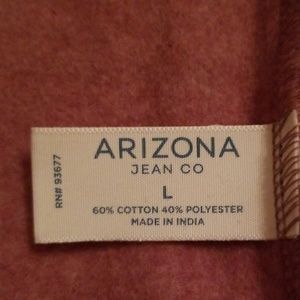 ARIZONA
JEAN CO
L
60% COTTON 40% POLYESTER
MADE IN INDIA
RN# 93677